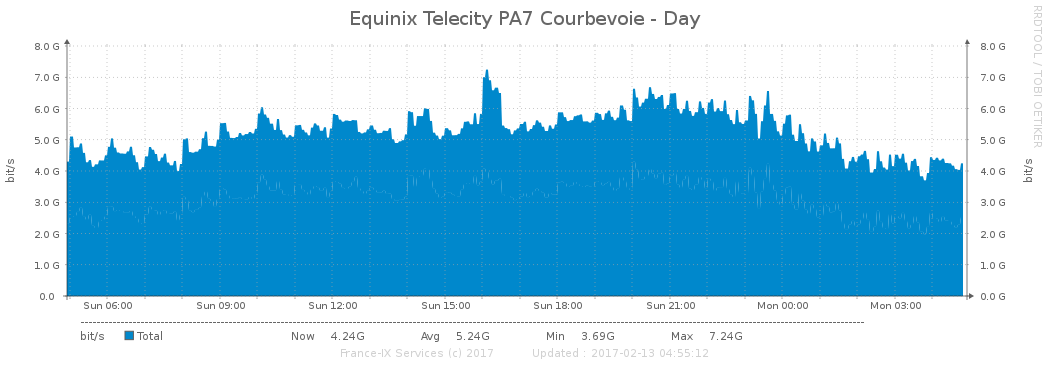 Equinix Telecity PA7 Courbevoie - Day
RRDTOOL / TOBI OETIKER
8.0 G 8.0 G
7.0 G 7.0 G
6.0 G 6.0 G
5.0 G 5.0 G
4.0 G 4.0 G
3.0 G 3.0 G
2.0 G 2.0 G
1.0 G 1.0 G
0.0 0.0 G
bit/s bit/s
Sun 06:00 Sun 09:00 Sun 12:00 Sun 15:00 Sun 18:00 Sun 21:00 Mon 00:00 Mon 03:00
bit/s Total Now 4.24G Avg 5.24G Min 3.69G Max 7.24G
France-IX Services (c) 2017 Updated : 2017-02-13 04:55:12